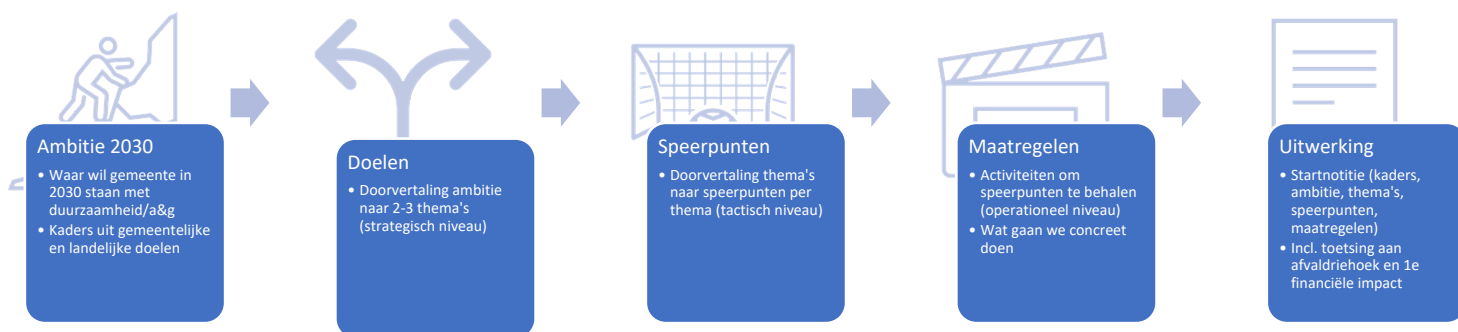 Ambitie 2030
• Waar wil gemeente in
2030 staan met
duurzaamheid/a&g
• Kaders uit gemeentelijke
en landelijke doelen
Doelen
• Doorvertaling ambitie
naar 2-3 thema's
(strategisch niveau)
Speerpunten
• Doorvertaling thema's
naar speerpunten per
thema (tactisch niveau)
Maatregelen
• Activiteiten om
speerpunten te behalen
(operationeel niveau)
• Wat gaan we concreet
doen
Uitwerking
• Startnotitie (kaders,
ambitie, thema's,
speerpunten,
maatregelen)
• Incl. toetsing aan
afvaldriehoek en 1e
financiële impact